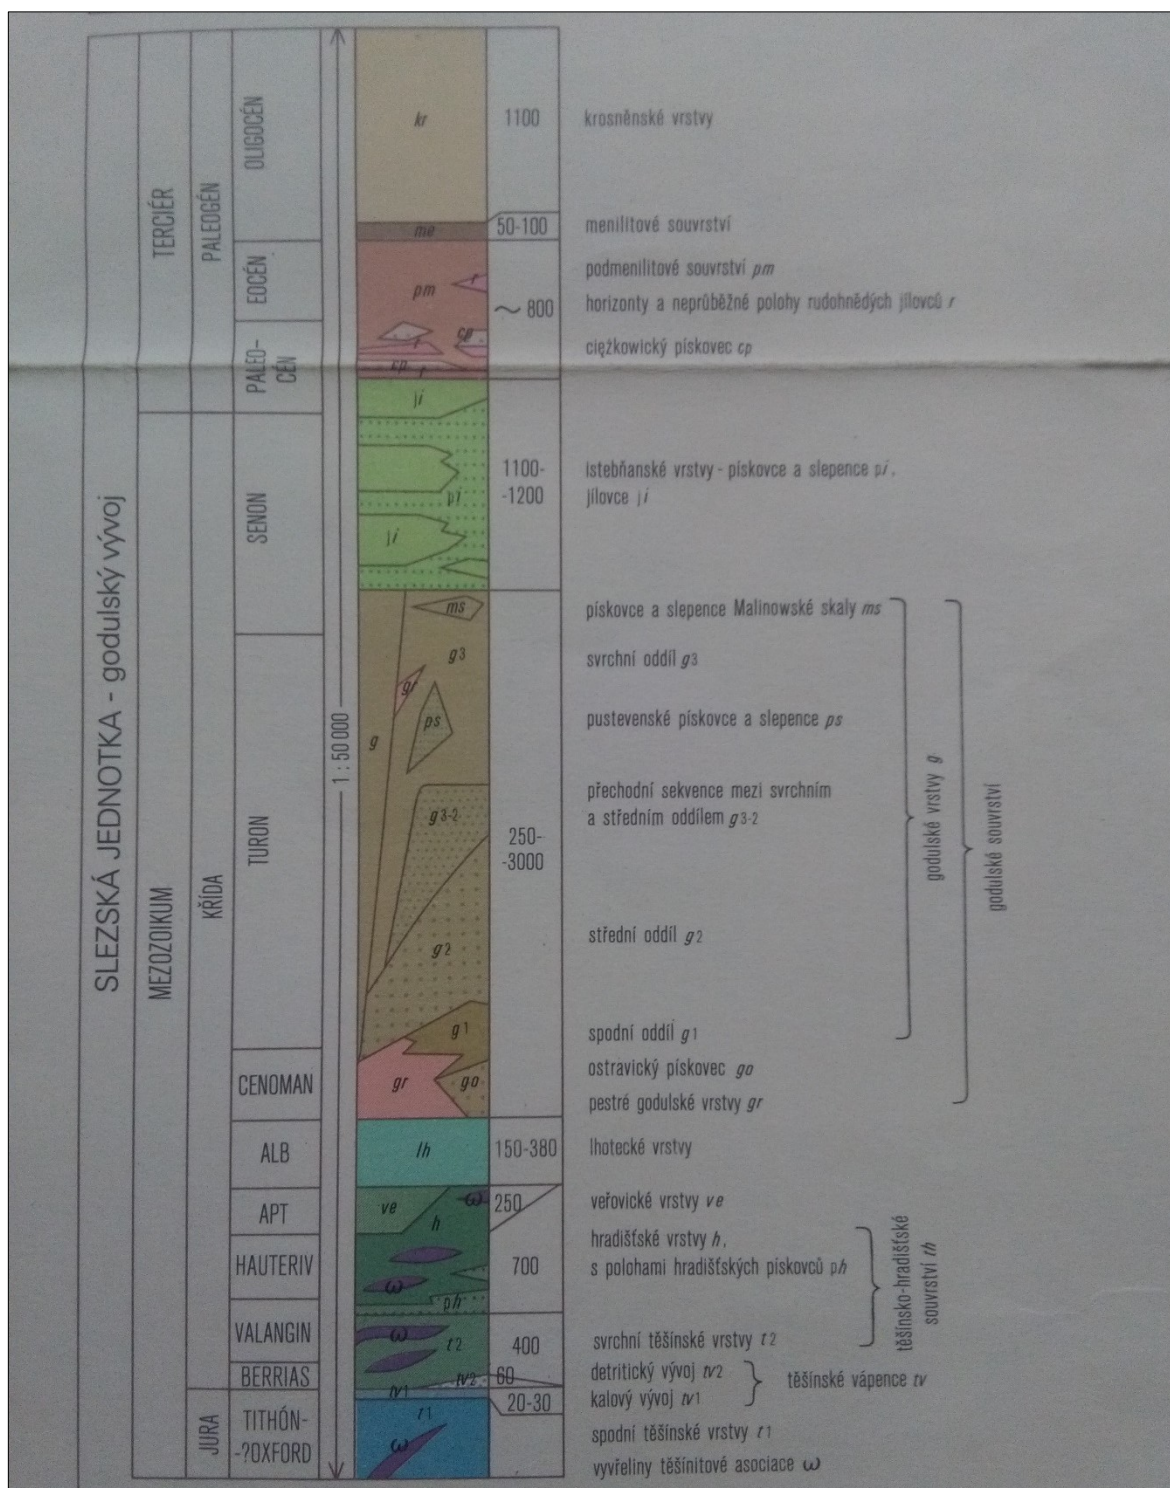 SLEZSKÁ JEDNOTKA - godulský vývoj
TERCIÉR
MEZOZOIKUM
PALEOGÉN
KŘÍDA
JURA
OLIGOCÉN
EOCÉN
PALEO-
CÉN
SENON
TURON
CENOMAN
ALB
APT
HAUTERIV
VALANGIN
BERRIAS
TITHÓN-
-?OXFORD
1 : 50 000
kr
me
pm
r
cp
r
cp
r
ji
pi
ji
ms
g3
gr
ps
g
g3-2
g2
g1
gr
go
lh
ve
ω
h
ω
ph
ω
t2
tv2
tv1
t1
ω
1100
50-100
~ 800
1100-
-1200
250-
-3000
150-380
250
700
400
60
20-30
krosněnské vrstvy
menilitové souvrství
podmenilitové souvrství pm
horizonty a neprůběžné polohy rudohnědých jílovců r
ciężkowický pískovec cp
istebňanské vrstvy - pískovce a slepence pi,
jílovce ji
pískovce a slepence Malinowské skaly ms
svrchní oddíl g3
pustevenské pískovce a slepence ps
přechodní sekvence mezi svrchním
a středním oddílem g3-2
střední oddíl g2
spodní oddíl g1
ostravický pískovec go
pestré godulské vrstvy gr
godulské vrstvy g
godulské souvrství
lhotecké vrstvy
veřovické vrstvy ve
hradišťské vrstvy h,
s polohami hradišťských pískovců ph
svrchní těšínské vrstvy t2
těšínsko-hradišťské
souvrství th
detritický vývoj tv2
kalový vývoj tv1
těšínské vápence tv
spodní těšínské vrstvy t1
vyvřeliny těšínitové asociace ω